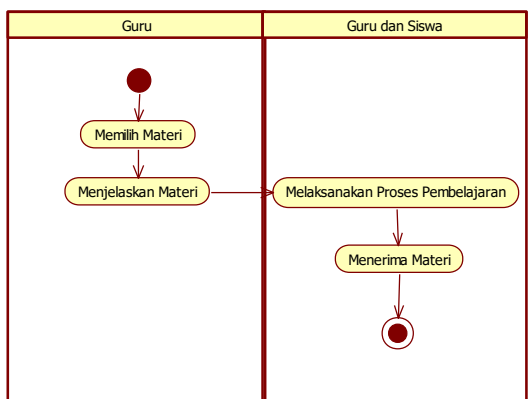 Guru
Guru dan Siswa
Memilih Materi
Menjelaskan Materi
Melaksanakan Proses Pembelajaran
Menerima Materi